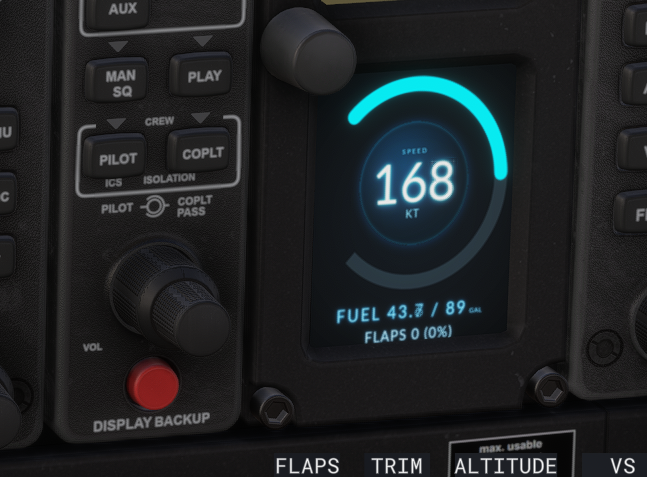 AUX
MAN
SQ
PLAY
CREW
PILOT
COPLT
ICS
ISOLATION
PILOT
COPLT
PASS
VOL
DISPLAY BACKUP
SPEED
168
KT
FUEL 43. / 89 GAL
FLAPS 0 (0%)
max. usable
FLAPS TRIM ALTITUDE VS